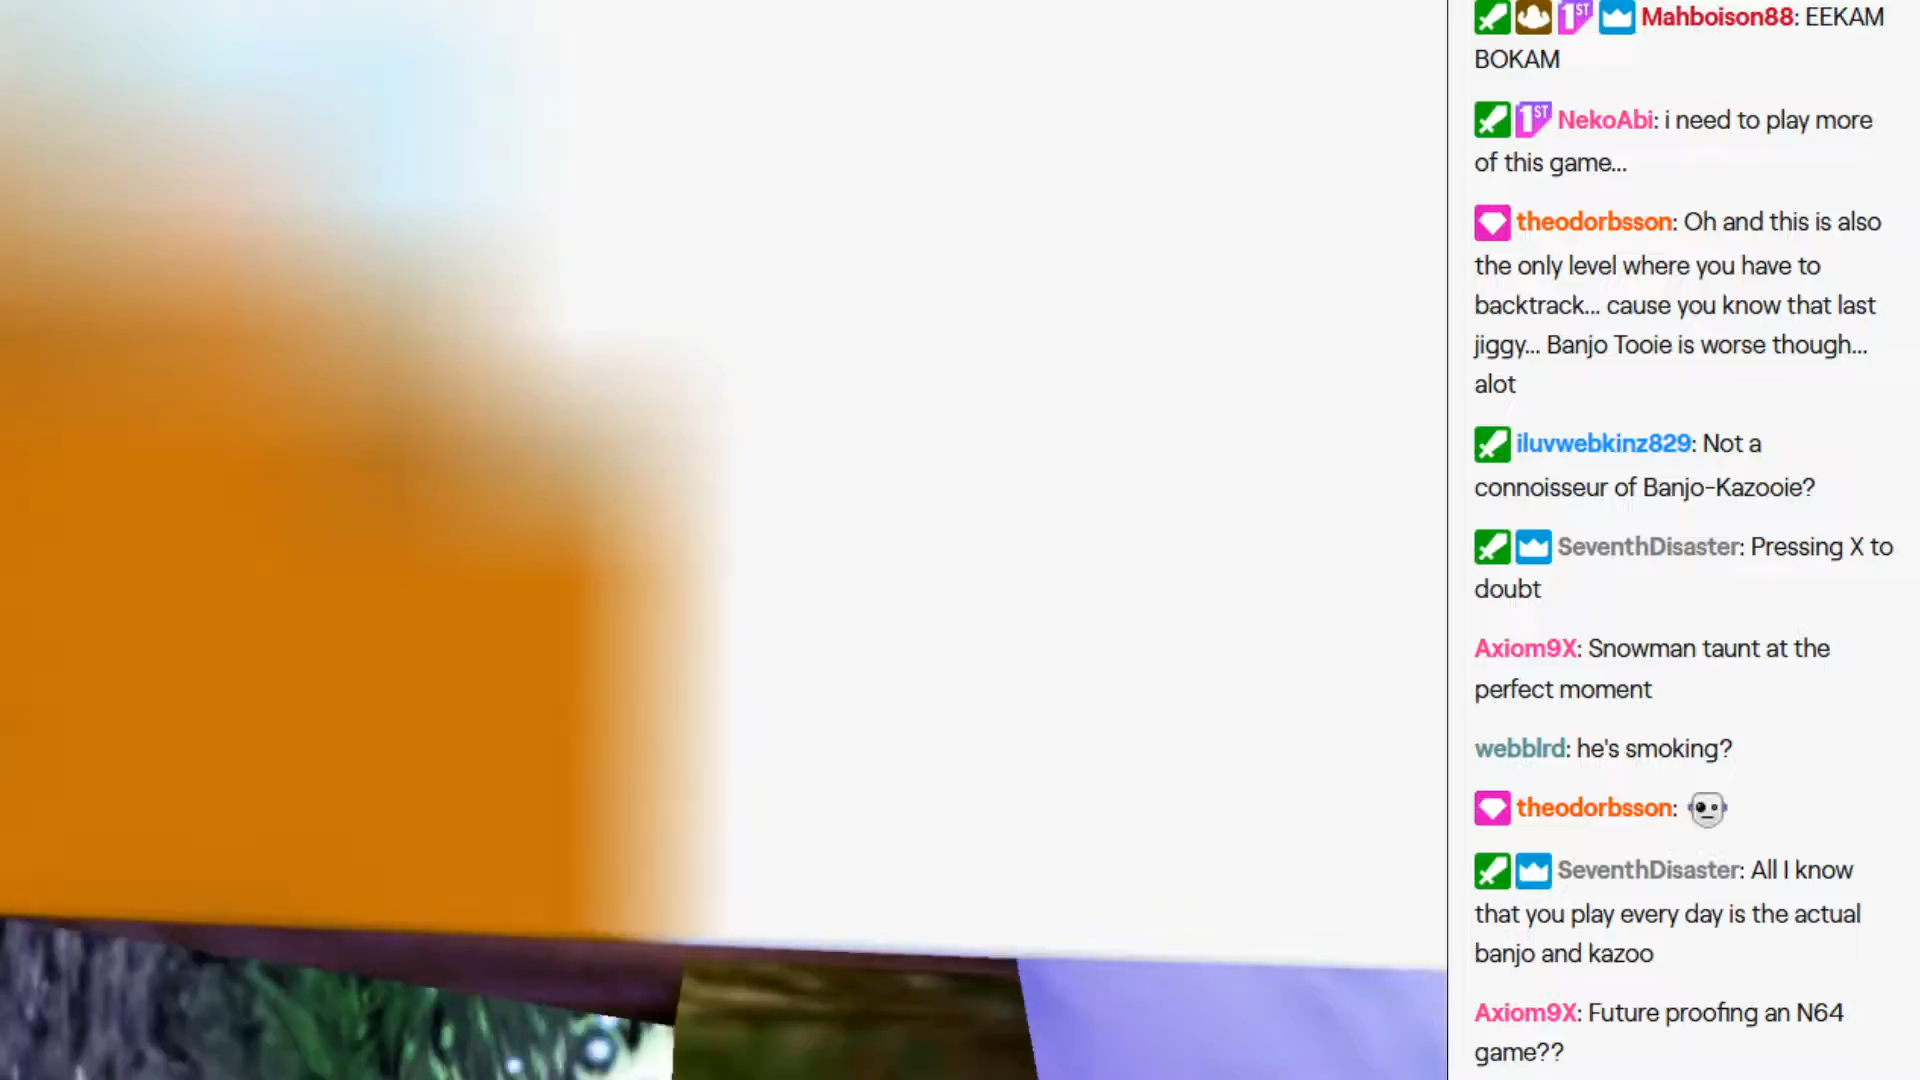 1ST Mahboison88: EEKAM
BOKAM
1ST NekoAbi: i need to play more
of this game...
theodorbsson: Oh and this is also
the only level where you have to
backtrack... cause you know that last
jiggy... Banjo Tooie is worse though...
alot
iluvwebkinz829: Not a
connoisseur of Banjo-Kazooie?
SeventhDisaster: Pressing X to
doubt
Axiom9X: Snowman taunt at the
perfect moment
webblrd: he's smoking?
theodorbsson:
SeventhDisaster: All I know
that you play every day is the actual
banjo and kazoo
Axiom9X: Future proofing an N64
game??